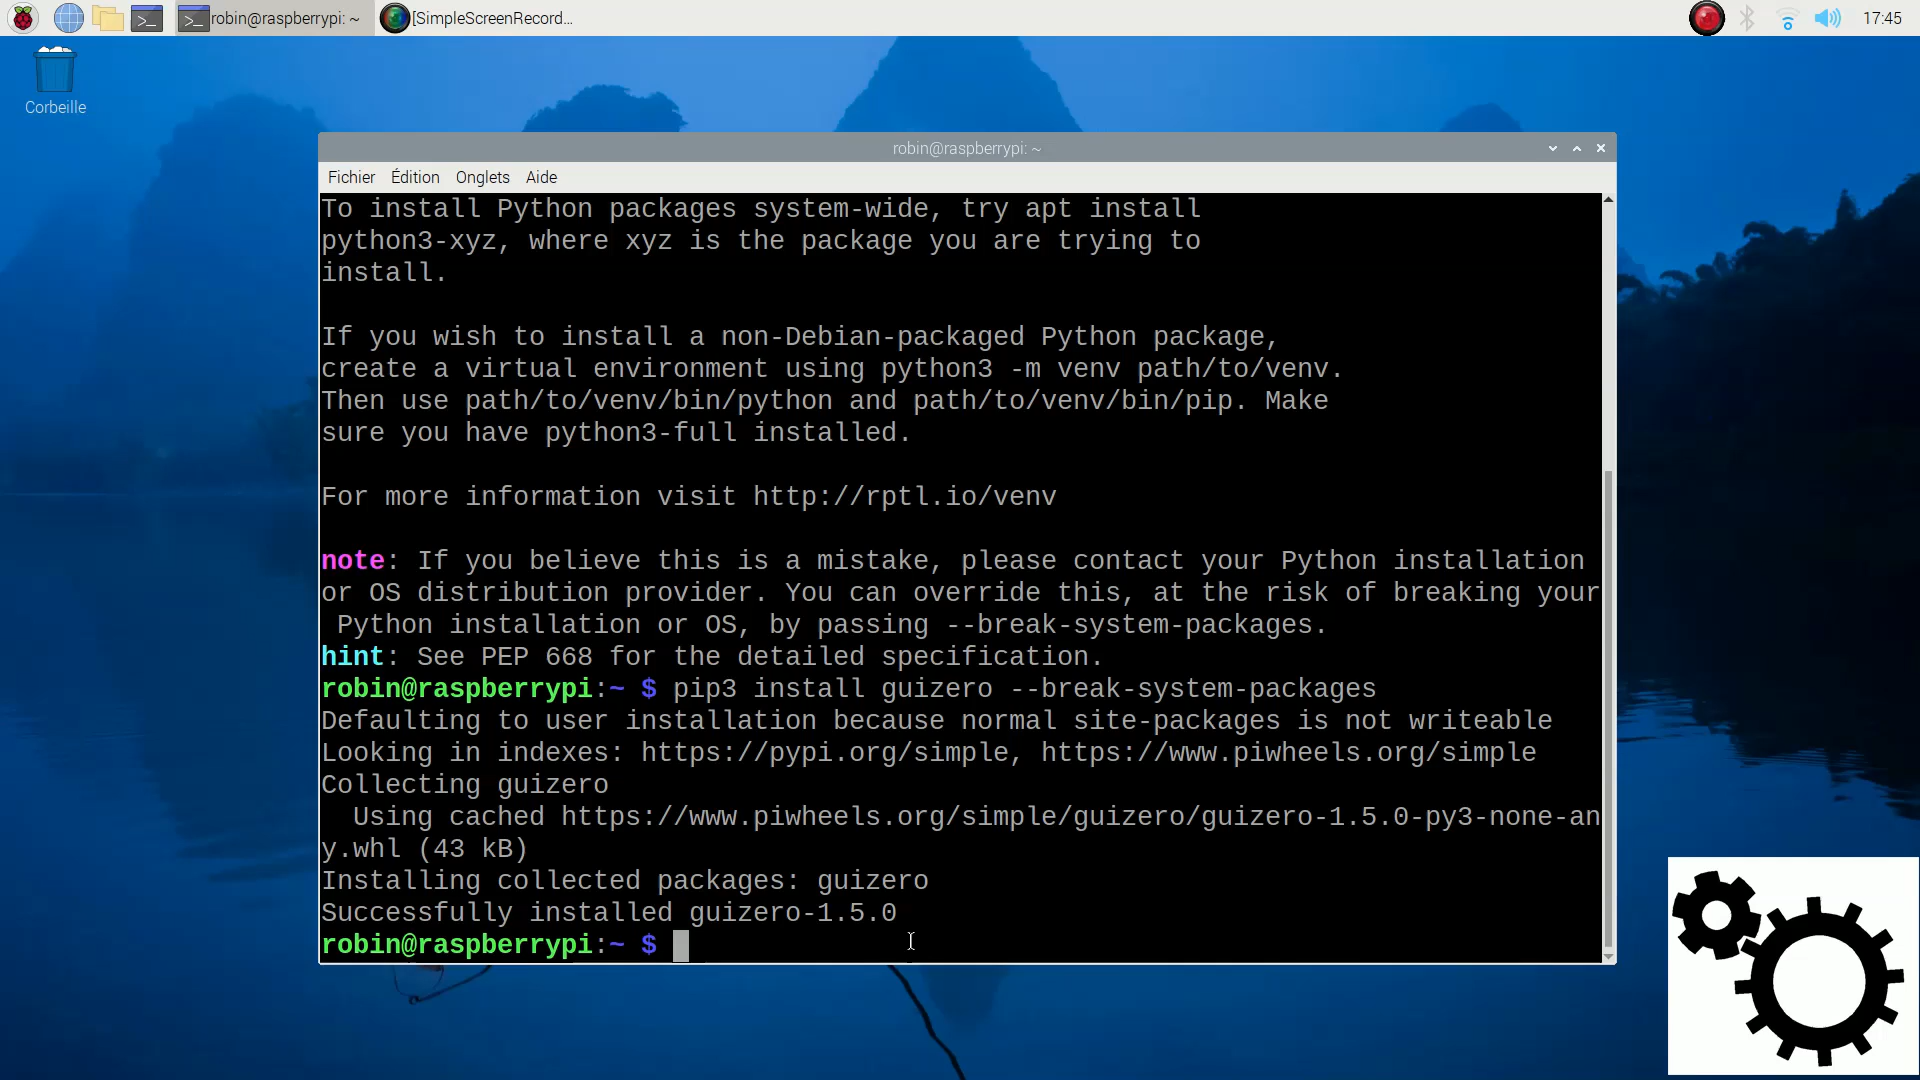 robin@raspberrypi: ~
[SimpleScreenRecord...
17:45
Corbeille
robin@raspberrypi: ~
Fichier Édition Onglets Aide
To install Python packages system-wide, try apt install
python3-xyz, where xyz is the package you are trying to
install.
If you wish to install a non-Debian-packaged Python package,
create a virtual environment using python3 -m venv path/to/venv.
Then use path/to/venv/bin/python and path/to/venv/bin/pip. Make
sure you have python3-full installed.
For more information visit http://rptl.io/venv
note: If you believe this is a mistake, please contact your Python installation
or OS distribution provider. You can override this, at the risk of breaking your
Python installation or OS, by passing --break-system-packages.
hint: See PEP 668 for the detailed specification.
robin@raspberrypi:~ $ pip3 install guizero --break-system-packages
Defaulting to user installation because normal site-packages is not writeable
Looking in indexes: https://pypi.org/simple, https://www.piwheels.org/simple
Collecting guizero
Using cached https://www.piwheels.org/simple/guizero/guizero-1.5.0-py3-none-an
y.whl (43 kB)
Installing collected packages: guizero
Successfully installed guizero-1.5.0
robin@raspberrypi:~ $